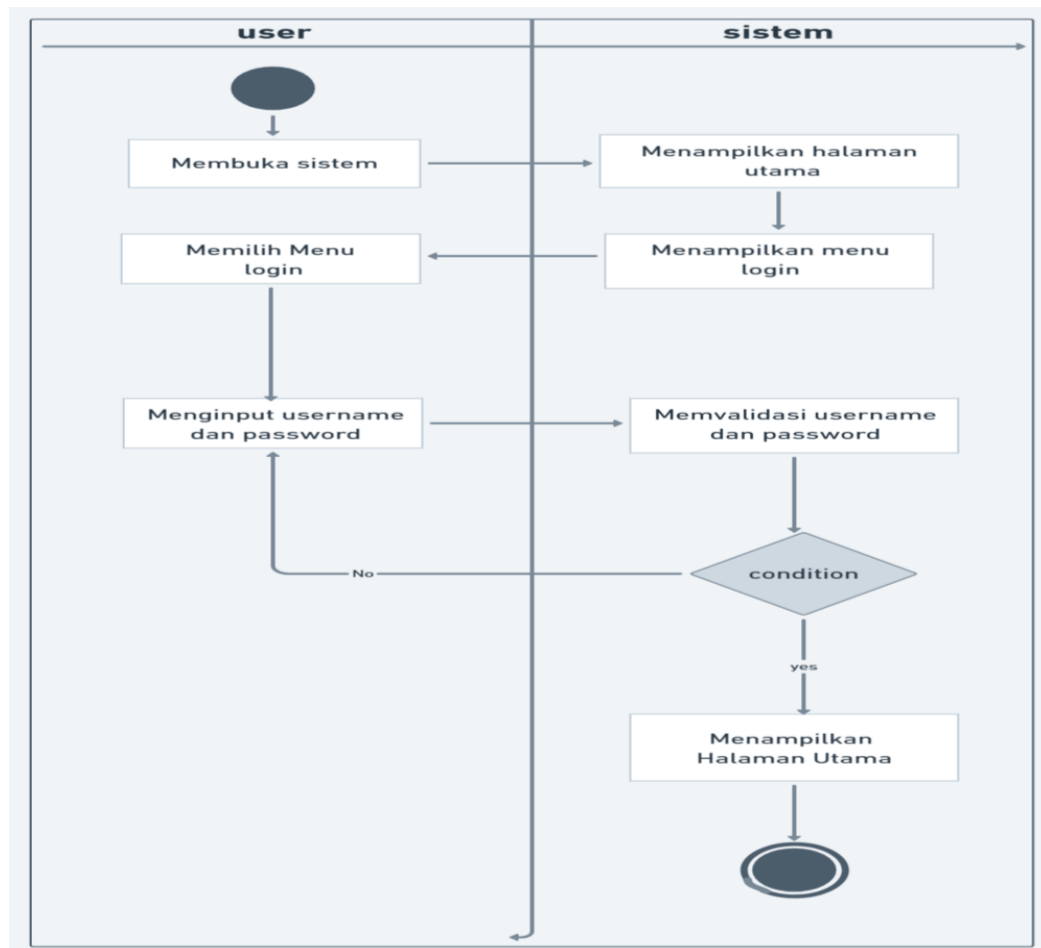 user
sistem
Membuka sistem
Menampilkan halaman
utama
Memilih Menu
login
Menampilkan menu
login
Menginput username
dan password
Memvalidasi username
dan password
No
condition
yes
Menampilkan
Halaman Utama